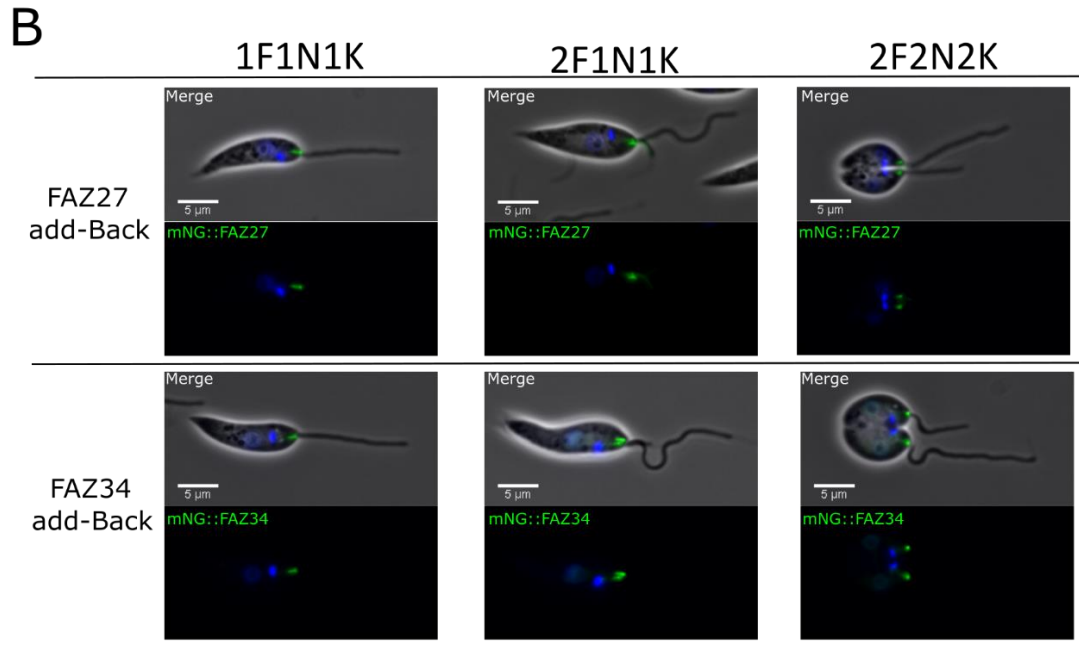 B
1F1N1K 2F1N1K 2F2N2K
FAZ27
add-Back
Merge Merge Merge
5 µm 5 µm 5 µm
mNG::FAZ27 mNG::FAZ27 mNG::FAZ27
FAZ34
add-Back
Merge Merge Merge
5 µm 5 µm 5 µm
mNG::FAZ34 mNG::FAZ34 mNG::FAZ34